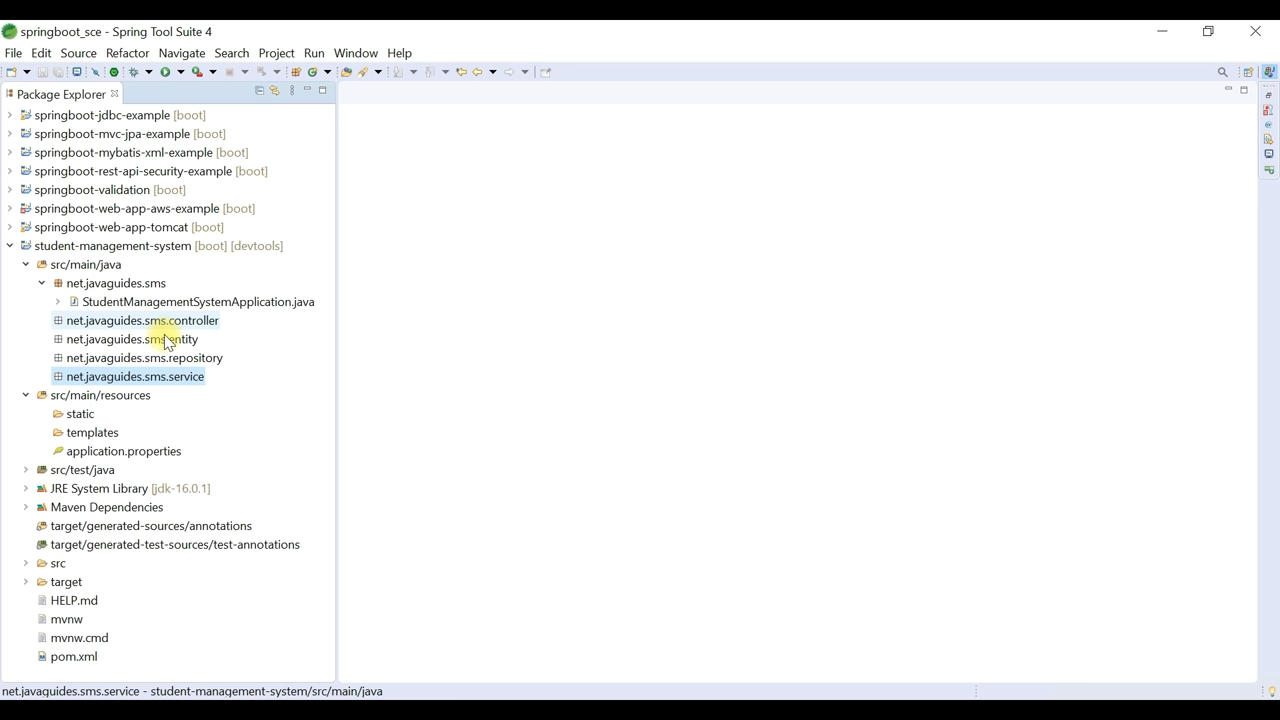 springboot_sce - Spring Tool Suite 4
File Edit Source Refactor Navigate Search Project Run Window Help
Package Explorer
springboot-jdbc-example [boot]
springboot-mvc-jpa-example [boot]
springboot-mybatis-xml-example [boot]
springboot-rest-api-security-example [boot]
springboot-validation [boot]
springboot-web-app-aws-example [boot]
springboot-web-app-tomcat [boot]
student-management-system [boot] [devtools]
src/main/java
net.javaguides.sms
StudentManagementSystemApplication.java
net.javaguides.sms.controller
net.javaguides.sms.entity
net.javaguides.sms.repository
net.javaguides.sms.service
src/main/resources
static
templates
application.properties
src/test/java
JRE System Library [jdk-16.0.1]
Maven Dependencies
target/generated-sources/annotations
target/generated-test-sources/test-annotations
src
target
HELP.md
mvnw
mvnw.cmd
pom.xml
net.javaguides.sms.service - student-management-system/src/main/java